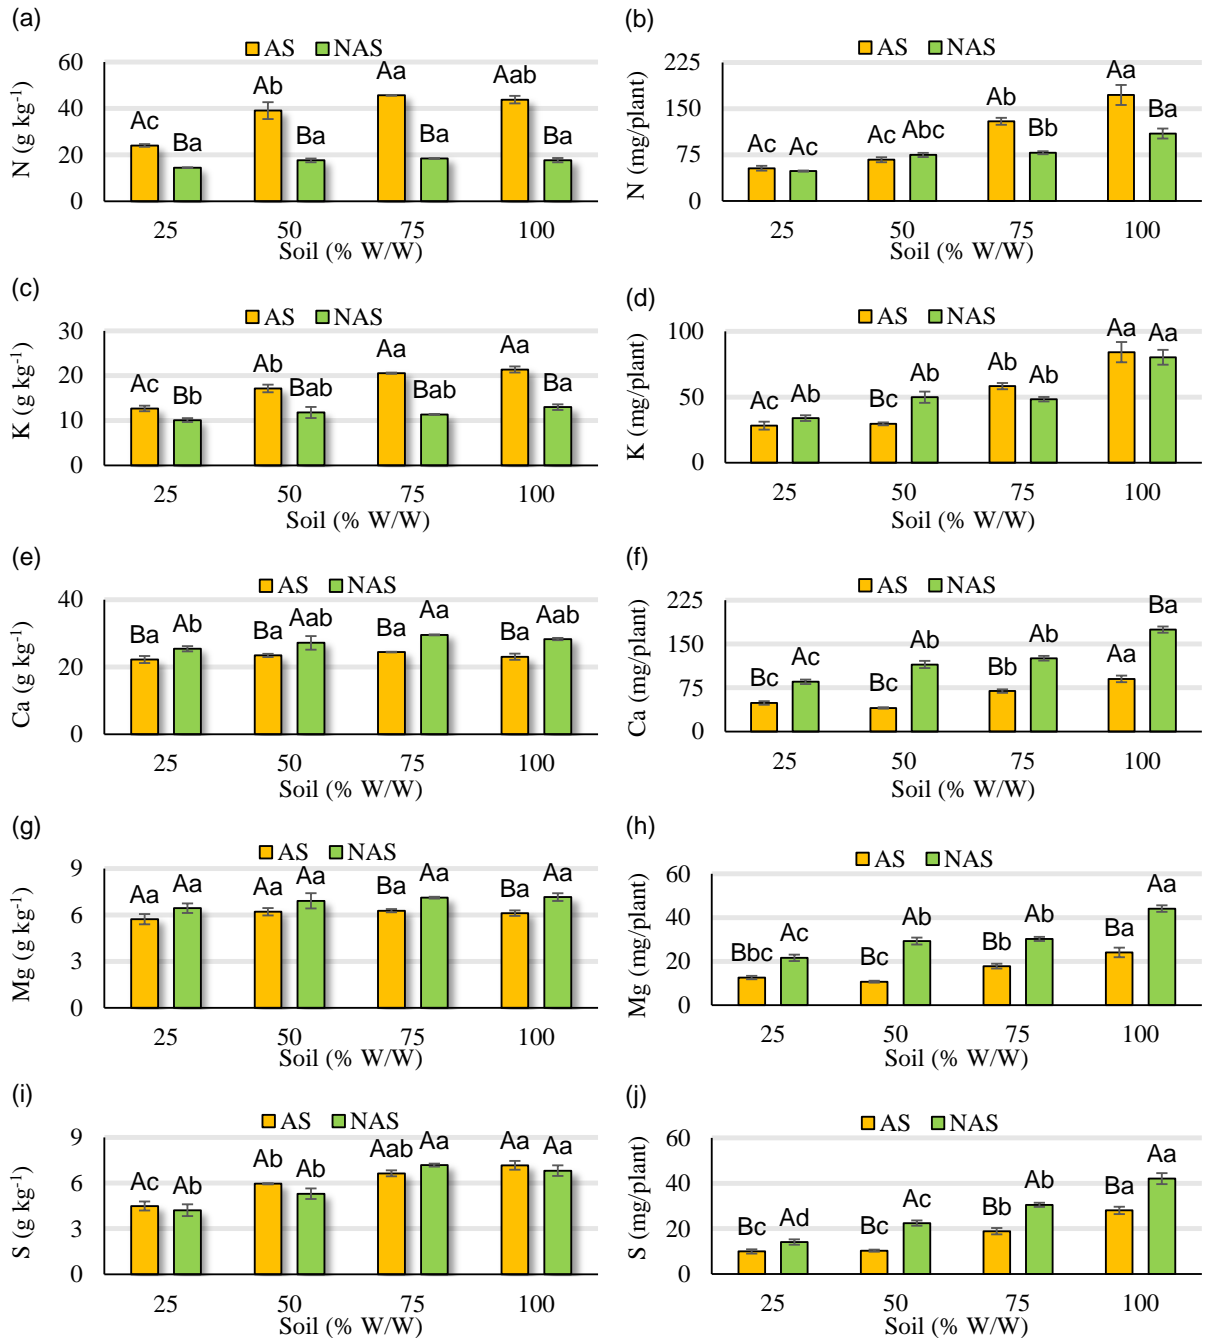 (a)
AS NAS
N (g kg-1)
60
40
20
0
Ac Ba Ab Ba Aa Ba Aab Ba
25 50 75 100
Soil (% W/W)
(b)
AS NAS
N (mg/plant)
225
150
75
0
Ac Ac Ac Abc Ab Bb Aa Ba
25 50 75 100
Soil (% W/W)
(c)
AS NAS
K (g kg-1)
30
20
10
0
Ac Bb Ab Bab Aa Bab Aa Ba
25 50 75 100
Soil (% W/W)
(d)
AS NAS
K (mg/plant)
100
50
0
Ac Ab Bc Ab Ab Ab Aa Aa
25 50 75 100
Soil (% W/W)
(e)
AS NAS
Ca (g kg-1)
40
20
0
Ba Ab Ba Aab Ba Aa Ba Aab
25 50 75 100
Soil (% W/W)
(f)
AS NAS
Ca (mg/plant)
225
150
75
0
Bc Ac Bc Ab Bb Ab Aa Ba
25 50 75 100
Soil (% W/W)
(g)
AS NAS
Mg (g kg-1)
9
6
3
0
Aa Aa Aa Aa Ba Aa Ba Aa
25 50 75 100
Soil (% W/W)
(h)
AS NAS
Mg (mg/plant)
60
40
20
0
Bbc Ac Bc Ab Bb Ab Ba Aa
25 50 75 100
Soil (% W/W)
(i)
AS NAS
S (g kg-1)
9
6
3
0
Ac Ab Ab Ab Aab Aa Aa Aa
25 50 75 100
Soil (% W/W)
(j)
AS NAS
S (mg/plant)
60
40
20
0
Bc Ad Bc Ac Bb Ab Ba Aa
25 50 75 100
Soil (% W/W)